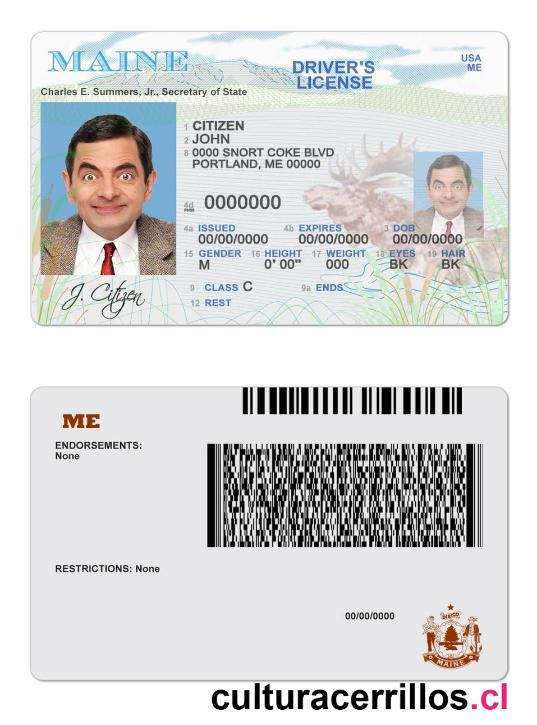 MAINE
DRIVER'S
LICENSE
USA
ME
Charles E. Summers, Jr., Secretary of State
1 CITIZEN
2 JOHN
8 0000 SNORT COKE BLVD
PORTLAND, ME 00000
4d 0000000
4a ISSUED 4b EXPIRES 3 DOB
00/00/0000 00/00/0000 00/00/0000
15 GENDER 16 HEIGHT 17 WEIGHT 18 EYES 19 HAIR
M 0' 00" 000 BK BK
J. Citizen
9 CLASS C 9a ENDS
12 REST
ME
ENDORSEMENTS:
None
RESTRICTIONS: None
00/00/0000
DIRIGO
MAINE
culturacerrillos.cl